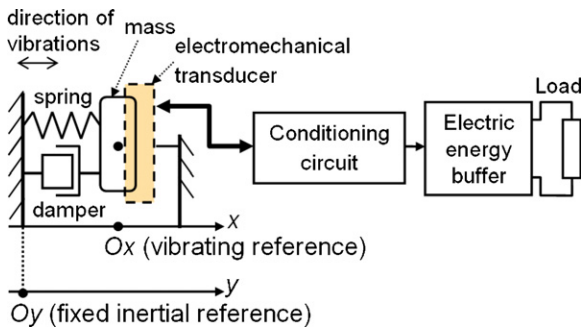 direction of
vibrations
mass
electromechanical
transducer
spring
damper
Conditioning
circuit
Electric
energy
buffer
Load
x
Ox (vibrating reference)
y
Oy (fixed inertial reference)